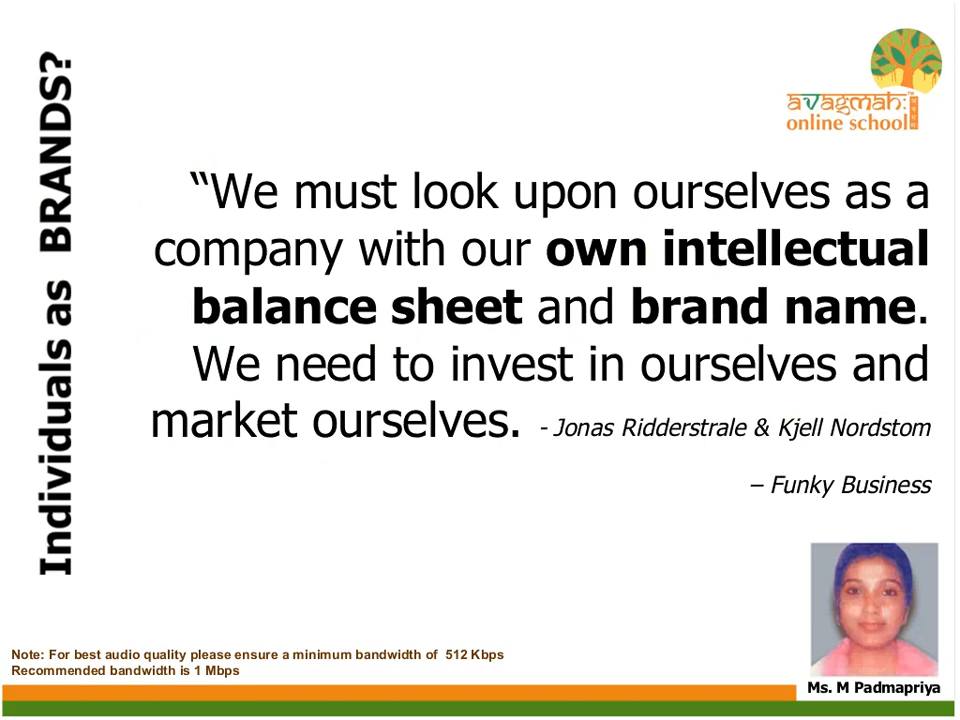 Individuals as BRANDS?
avagmah:™
online school
“We must look upon ourselves as a
company with our own intellectual
balance sheet and brand name.
We need to invest in ourselves and
market ourselves. - Jonas Ridderstrale & Kjell Nordstom
– Funky Business
Note: For best audio quality please ensure a minimum bandwidth of 512 Kbps
Recommended bandwidth is 1 Mbps
Ms. M Padmapriya